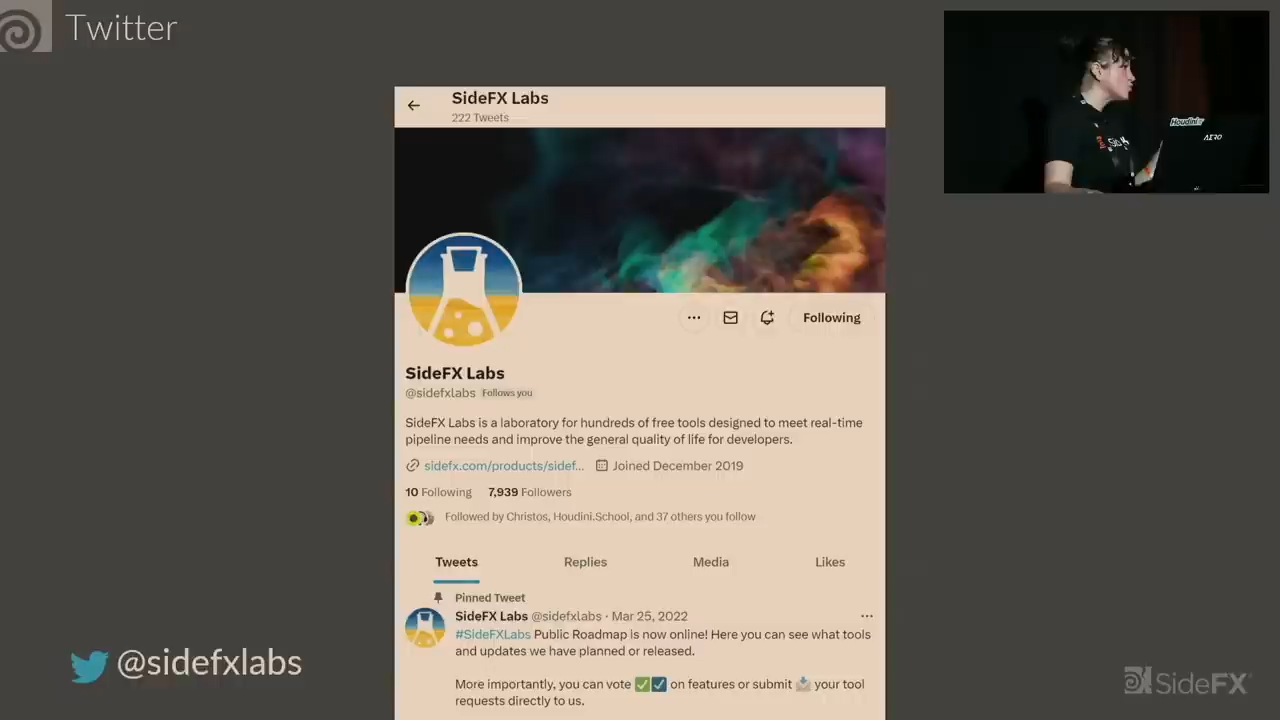 Twitter
SideFX Labs
222 Tweets
Houdini
AERO
Following
SideFX Labs
@sidefxlabs Follows you
SideFX Labs is a laboratory for hundreds of free tools designed to meet real-time
pipeline needs and improve the general quality of life for developers.
sidefx.com/products/sidef... Joined December 2019
10 Following 7,939 Followers
Followed by Christos, Houdini.School, and 37 others you follow
Tweets Replies Media Likes
Pinned Tweet
SideFX Labs @sidefxlabs · Mar 25, 2022
#SideFXLabs Public Roadmap is now online! Here you can see what tools
and updates we have planned or released.
More importantly, you can vote ✅☑ on features or submit 📩 your tool
requests directly to us.
@sidefxlabs
SideFX